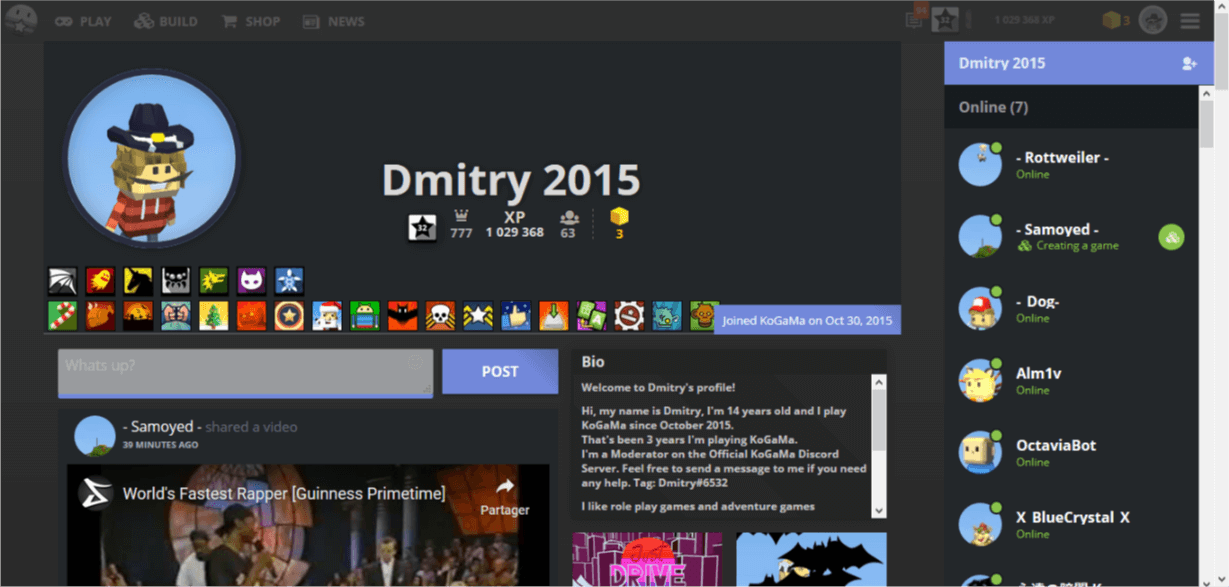 PLAY BUILD SHOP NEWS 32 1 029 368 XP 3
Dmitry 2015
32 777 XP 1 029 368 63 3
Joined KoGaMa on Oct 30, 2015
Whats up?
POST
- Samoyed - shared a video
39 MINUTES AGO
World's Fastest Rapper [Guinness Primetime]
Partager
Bio
Welcome to Dmitry's profile!
Hi, my name is Dmitry, I'm 14 years old and I play
KoGaMa since October 2015.
That's been 3 years I'm playing KoGaMa.
I'm a Moderator on the Official KoGaMa Discord
Server. Feel free to send a message to me if you need
any help. Tag: Dmitry#6532
I like role play games and adventure games
Just
DRIVE
Dmitry 2015
Online (7)
- Rottweiler -
Online
- Samoyed -
Creating a game
- Dog-
Online
Alm1v
Online
OctaviaBot
Online
X BlueCrystal X
Online